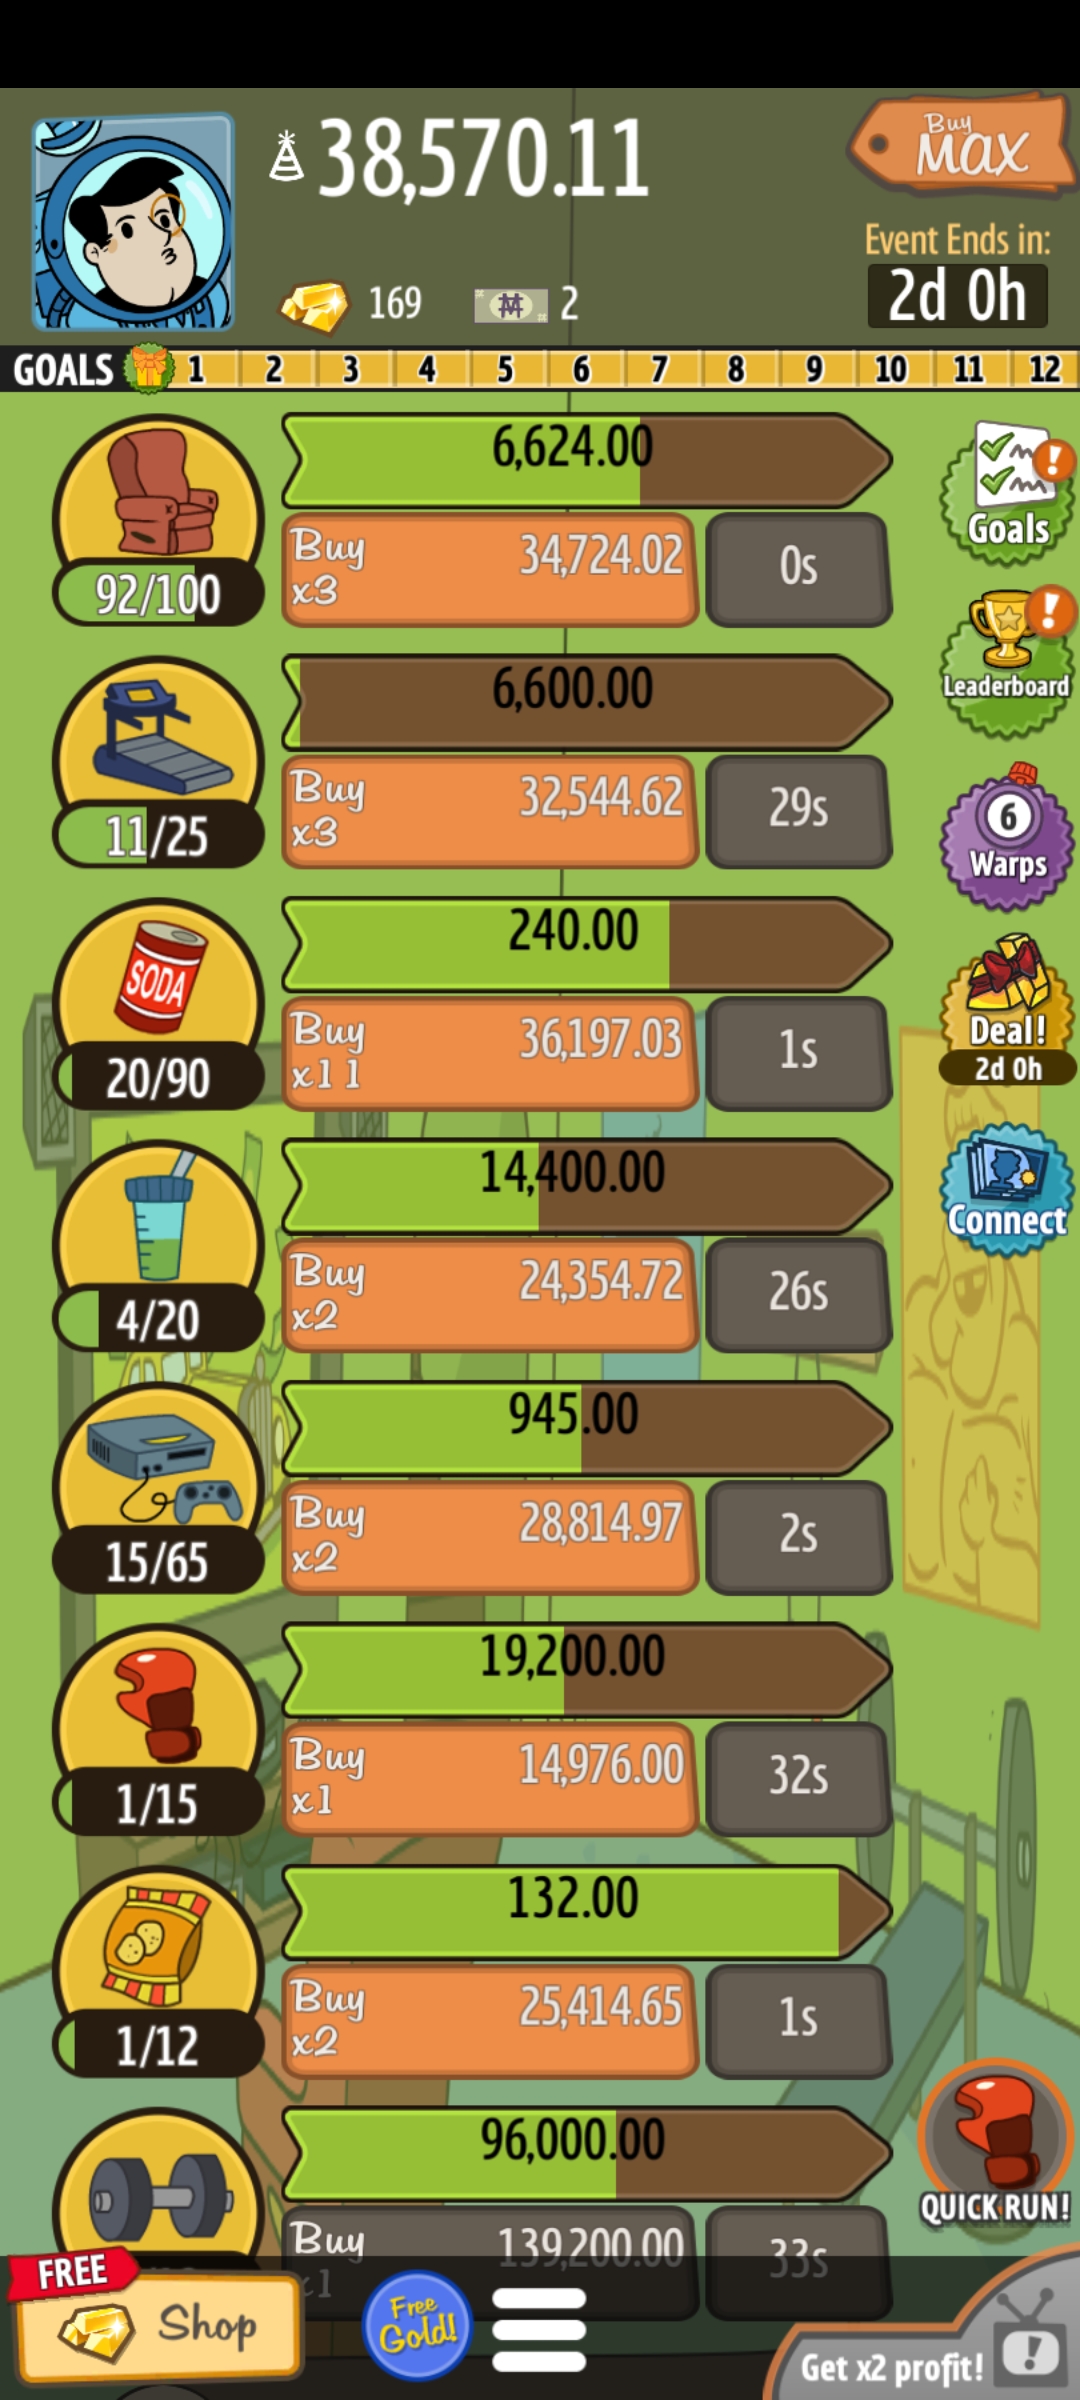 38,570.11
Buy
MAX
Event Ends in:
2d 0h
169
2
GOALS 1 2 3 4 5 6 7 8 9 10 11 12
6,624.00
Buy
x3
34,724.02
0s
92/100
Goals
6,600.00
Buy
x3
32,544.62
29s
11/25
Leaderboard
240.00
SODA
Buy
x11
36,197.03
1s
20/90
6
Warps
14,400.00
Buy
x2
24,354.72
26s
4/20
Deal!
2d 0h
Connect
945.00
Buy
x2
28,814.97
2s
15/65
19,200.00
Buy
x1
14,976.00
32s
1/15
132.00
Buy
x2
25,414.65
1s
1/12
96,000.00
Buy
x1
139,200.00
33s
QUICK RUN!
FREE
Shop
Free
Gold!
Get x2 profit!